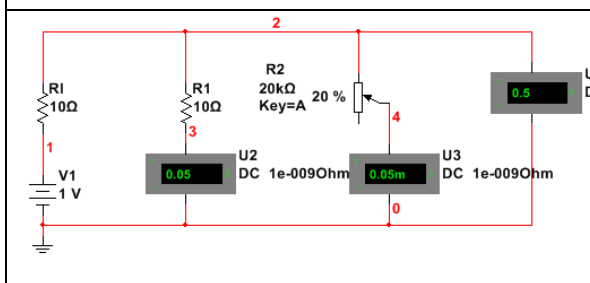 2
RI
10Ω
1
V1
1 V
R1
10Ω
3
U2
0.05
DC 1e-009Ohm
R2
20kΩ
Key=A
20 %
4
U3
0.05m
DC 1e-009Ohm
0
0.5